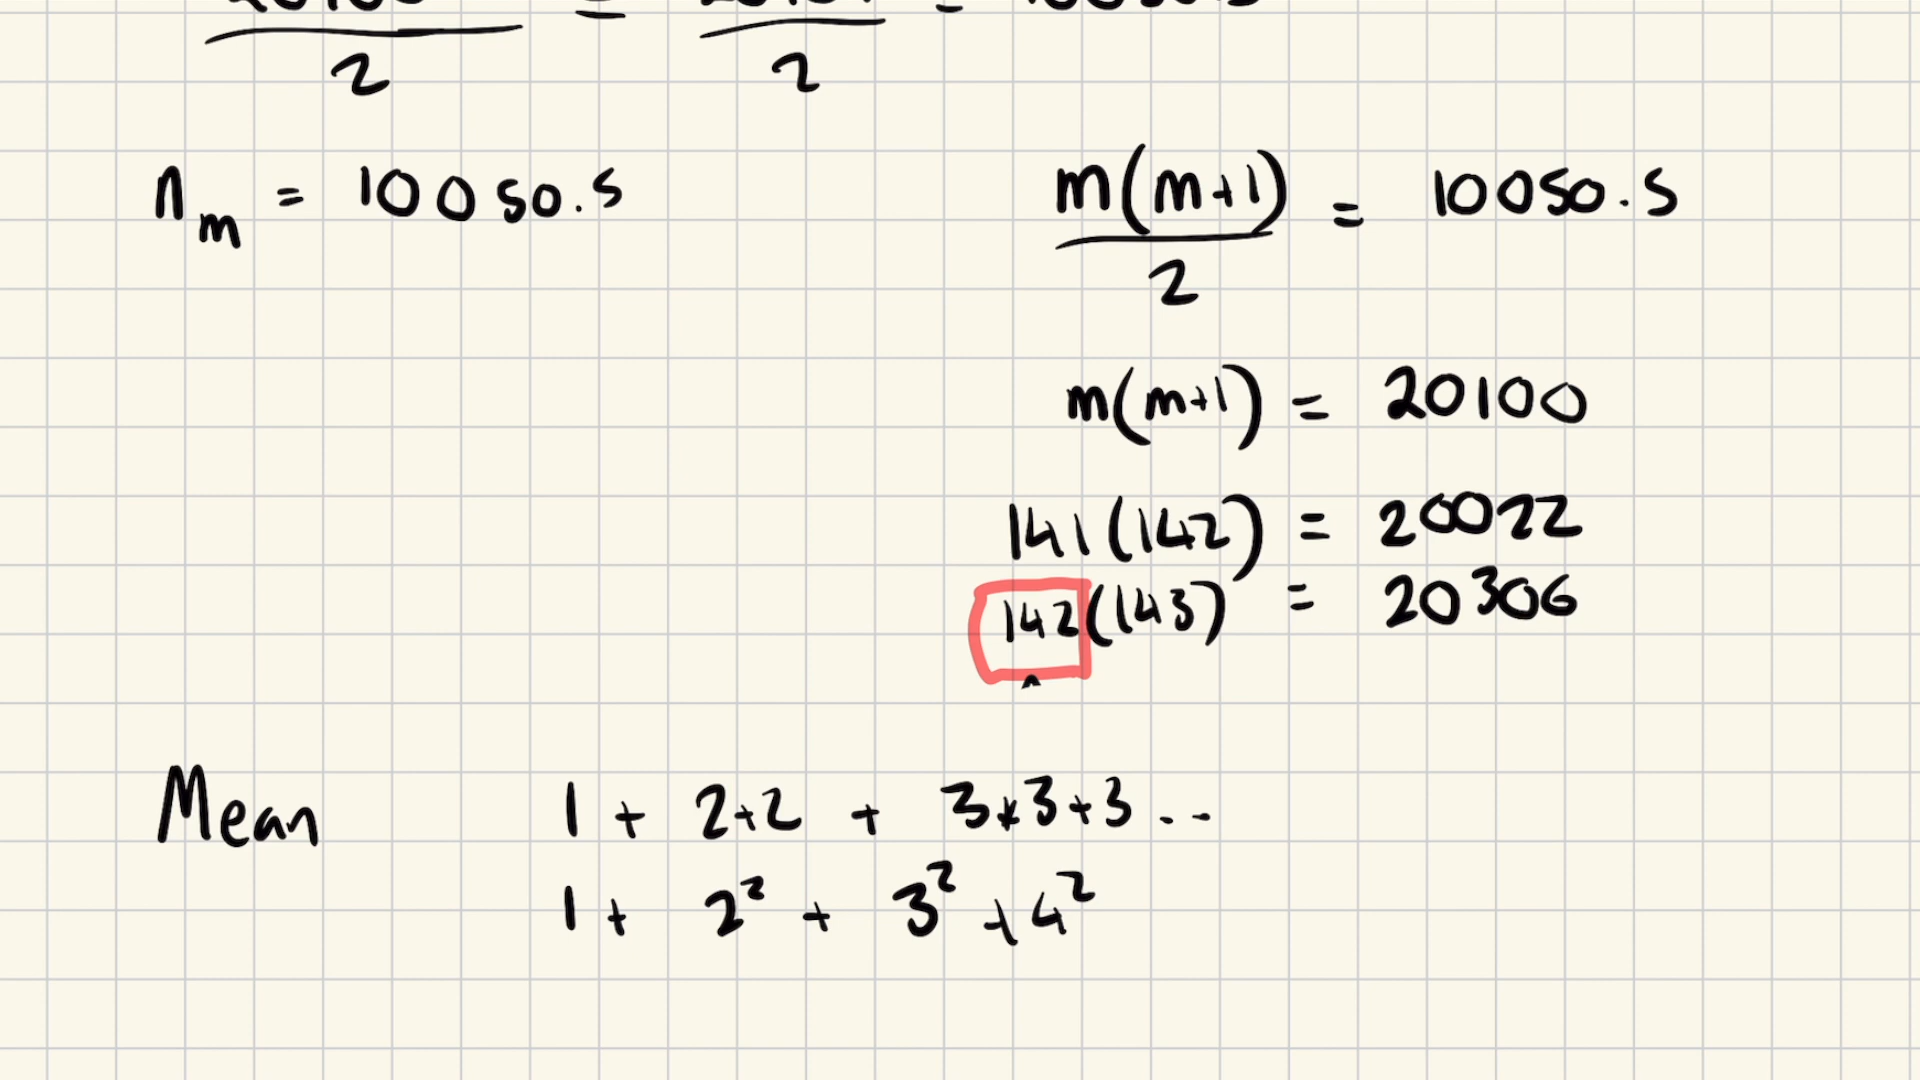 2 2
n_m = 10050.5
m(m+1) = 10050.5
2
m(m+1) = 20100
141(142) = 20022
142(143) = 20306
Mean 1 + 2+2 + 3+3+3 ..
1 + 2² + 3² + 4²